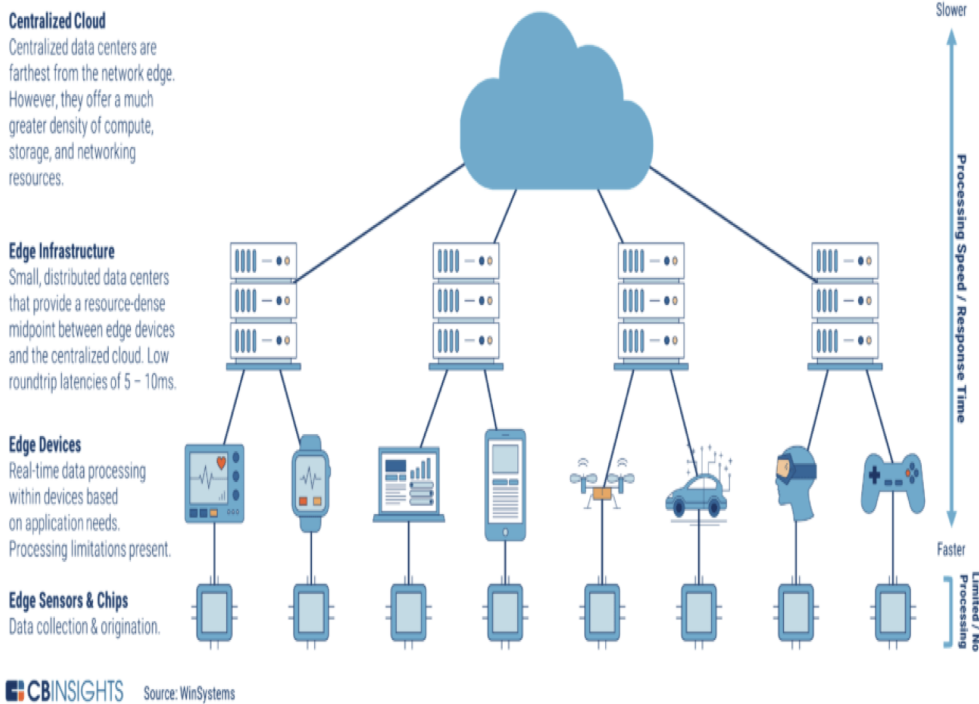 Centralized Cloud
Centralized data centers are
farthest from the network edge.
However, they offer a much
greater density of compute,
storage, and networking
resources.
Edge Infrastructure
Small, distributed data centers
that provide a resource-dense
midpoint between edge devices
and the centralized cloud. Low
roundtrip latencies of 5 – 10ms.
Edge Devices
Real-time data processing
within devices based
on application needs.
Processing limitations present.
Edge Sensors & Chips
Data collection & origination.
Slower
Processing Speed / Response Time
Faster
Limited / No
Processing
CBINSIGHTS
Source: WinSystems